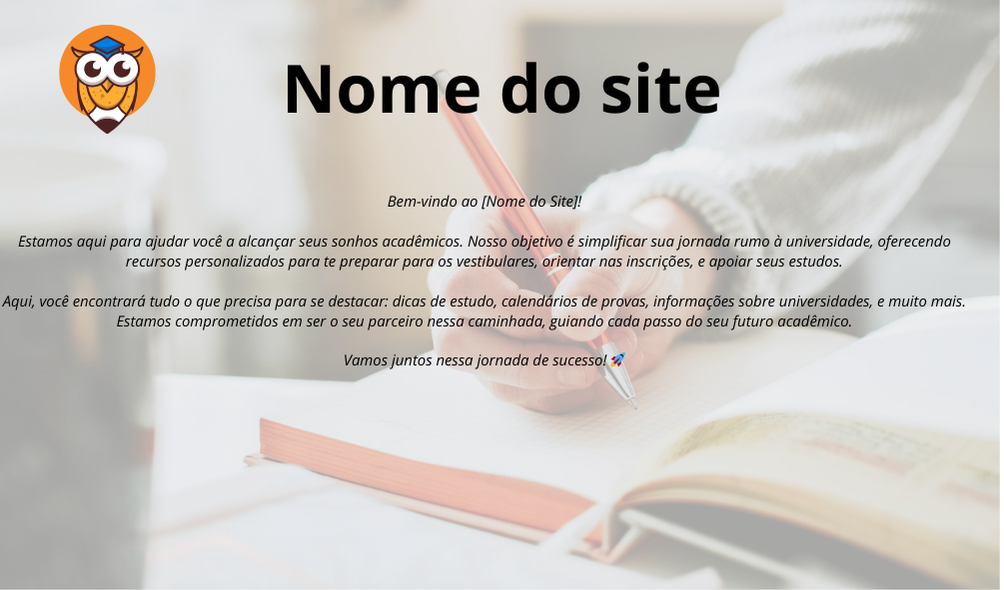 Nome do site
Bem-vindo ao [Nome do Site]!
Estamos aqui para ajudar você a alcançar seus sonhos acadêmicos. Nosso objetivo é simplificar sua jornada rumo à universidade, oferecendo
recursos personalizados para te preparar para os vestibulares, orientar nas inscrições, e apoiar seus estudos.
Aqui, você encontrará tudo o que precisa para se destacar: dicas de estudo, calendários de provas, informações sobre universidades, e muito mais.
Estamos comprometidos em ser o seu parceiro nessa caminhada, guiando cada passo do seu futuro acadêmico.
Vamos juntos nessa jornada de sucesso! 🚀